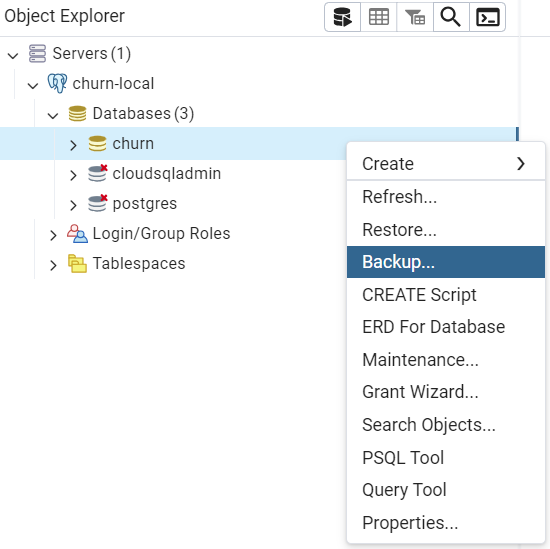 Object Explorer
Servers (1)
churn-local
Databases (3)
churn
cloudsqladmin
postgres
Login/Group Roles
Tablespaces
Create
Refresh...
Restore...
Backup...
CREATE Script
ERD For Database
Maintenance...
Grant Wizard...
Search Objects...
PSQL Tool
Query Tool
Properties...